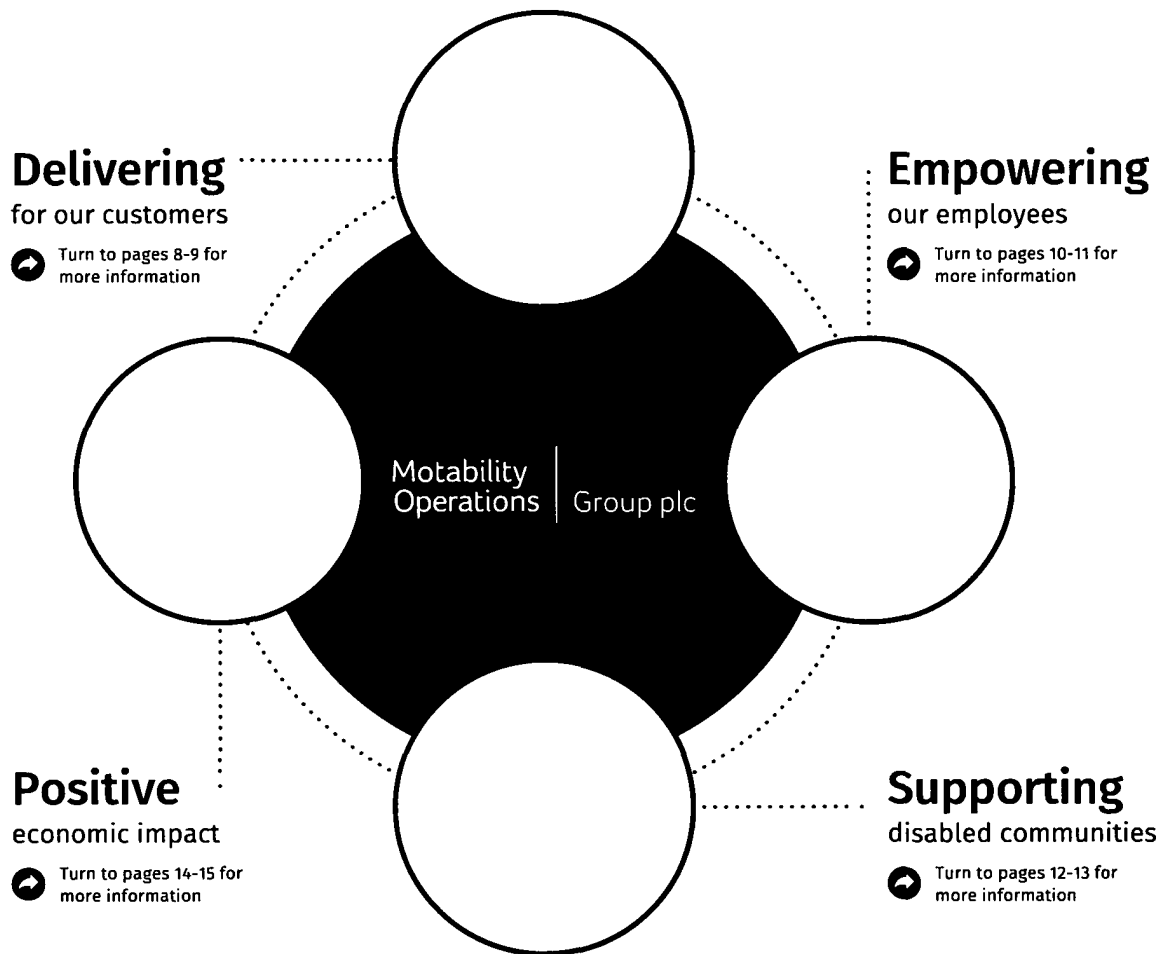 Delivering
for our customers
Turn to pages 8-9 for
more information
Empowering
our employees
Turn to pages 10-11 for
more information
Motability
Operations
Group plc
Positive
economic impact
Turn to pages 14-15 for
more information
Supporting
disabled communities
Turn to pages 12-13 for
more information